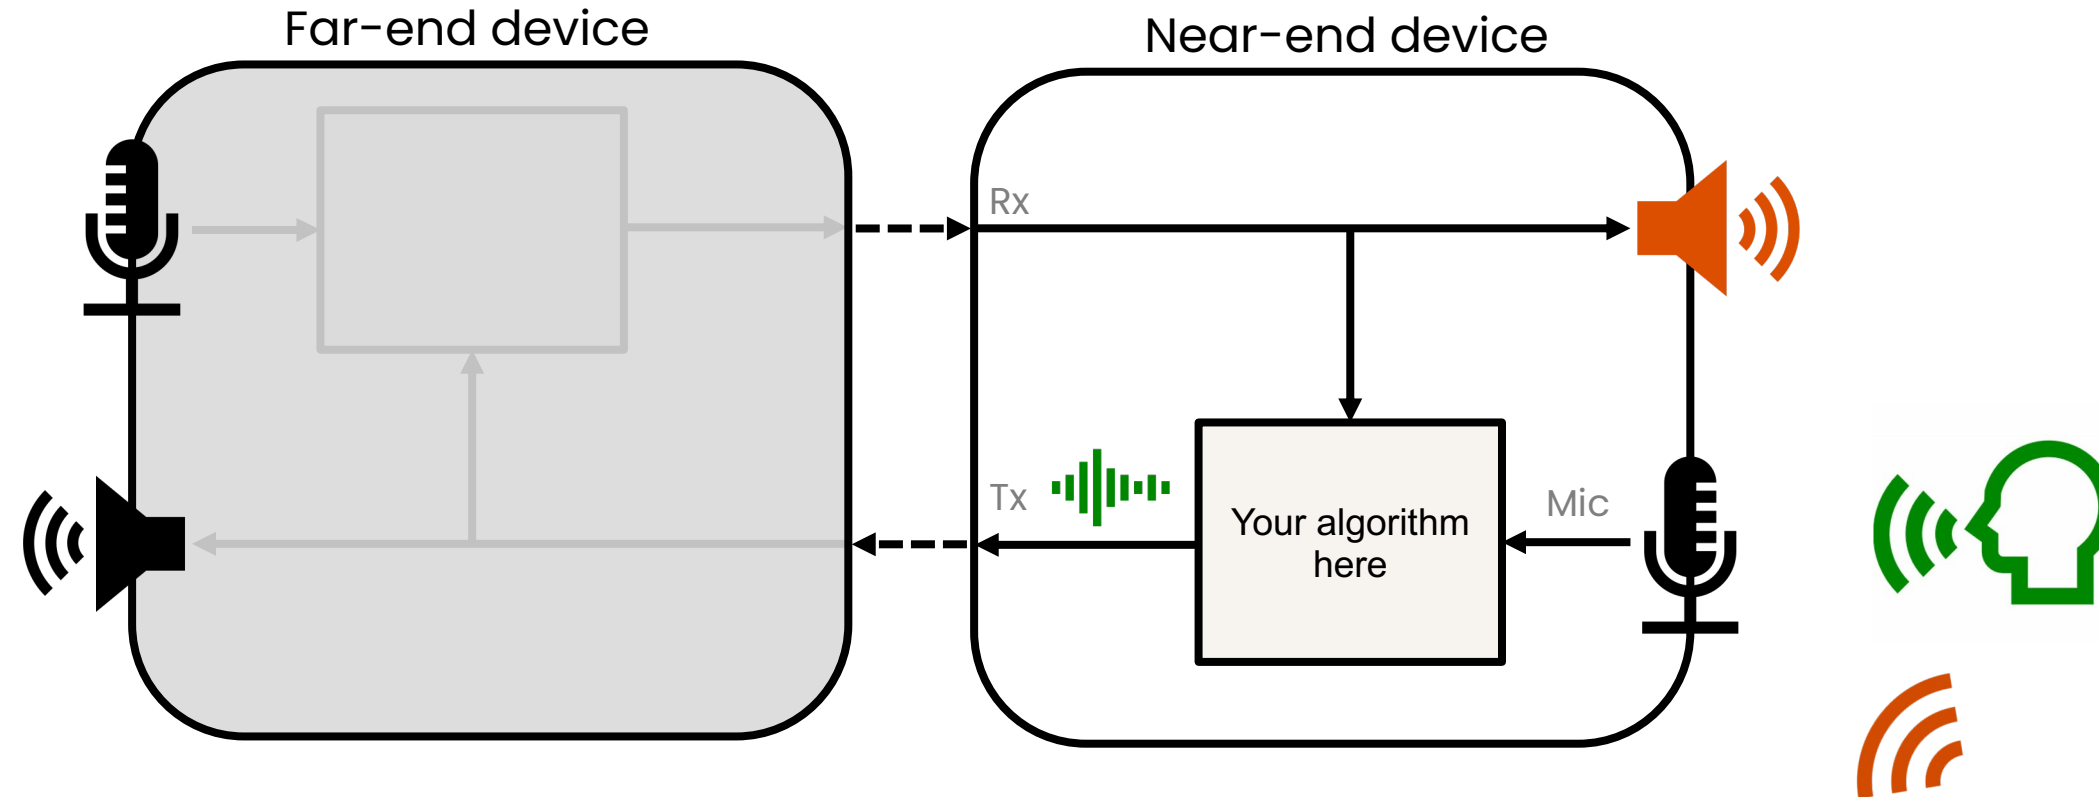 Far-end device
Near-end device
Rx
Tx
Mic
Your algorithm
here